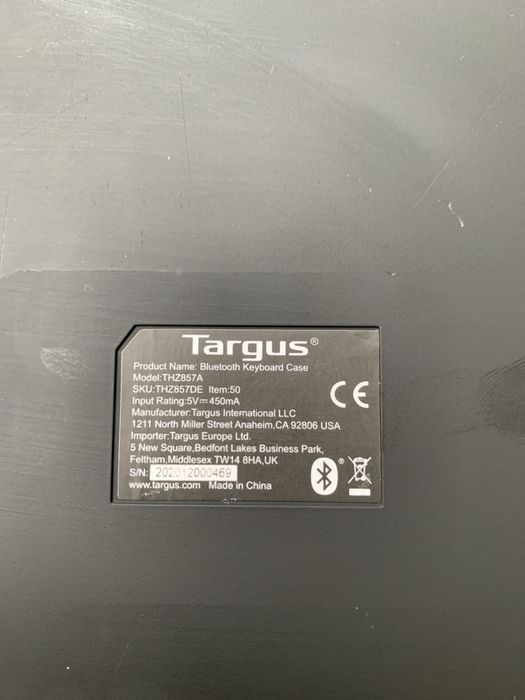 Targus®
Product Name: Bluetooth Keyboard Case
Model:THZ857A
SKU:THZ857DE Item:50
Input Rating:5V⎓450mA
Manufacturer:Targus International LLC
1211 North Miller Street Anaheim,CA 92806 USA
Importer:Targus Europe Ltd.
5 New Square,Bedfont Lakes Business Park,
Feltham,Middlesex TW14 8HA,UK
S/N: 202012000469
www.targus.com Made in China
CE
®